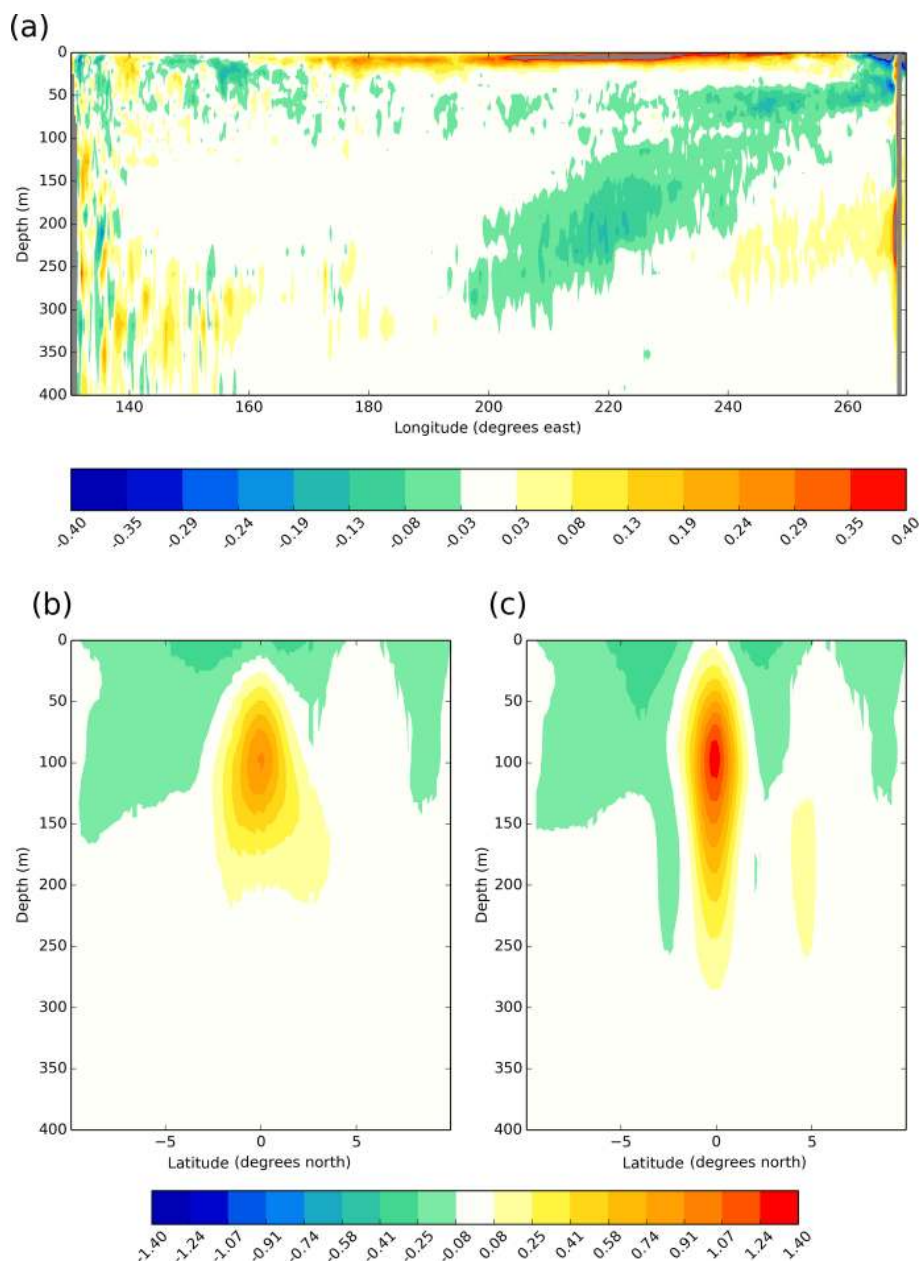 (a)
0
50
100
150
200
250
300
350
400
Depth (m)
140 160 180 200 220 240 260
Longitude (degrees east)
-0.40 -0.35 -0.29 -0.24 -0.19 -0.13 -0.08 -0.03 0.03 0.08 0.13 0.19 0.24 0.29 0.35 0.40
(b)
0
50
100
150
200
250
300
350
400
Depth (m)
−5 0 5
Latitude (degrees north)
(c)
0
50
100
150
200
250
300
350
400
Depth (m)
−5 0 5
Latitude (degrees north)
-1.40 -1.24 -1.07 -0.91 -0.74 -0.58 -0.41 -0.25 -0.08 0.08 0.25 0.41 0.58 0.74 0.91 1.07 1.24 1.40